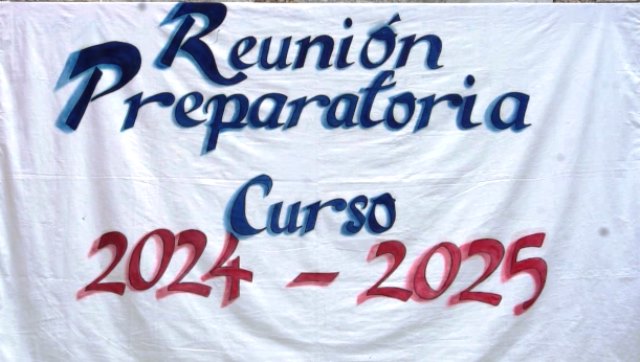 Reunión
Preparatoria
Curso
2024 - 2025